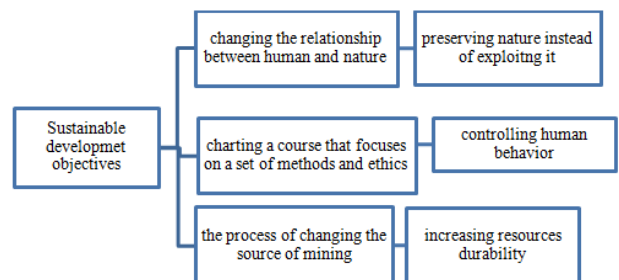 changing the relationship
between human and nature
preserving nature instead
of exploitng it
Sustainable
developmet
objectives
charting a course that focuses
on a set of methods and ethics
controlling human
behavior
the process of changing the
source of mining
increasing resources
durability